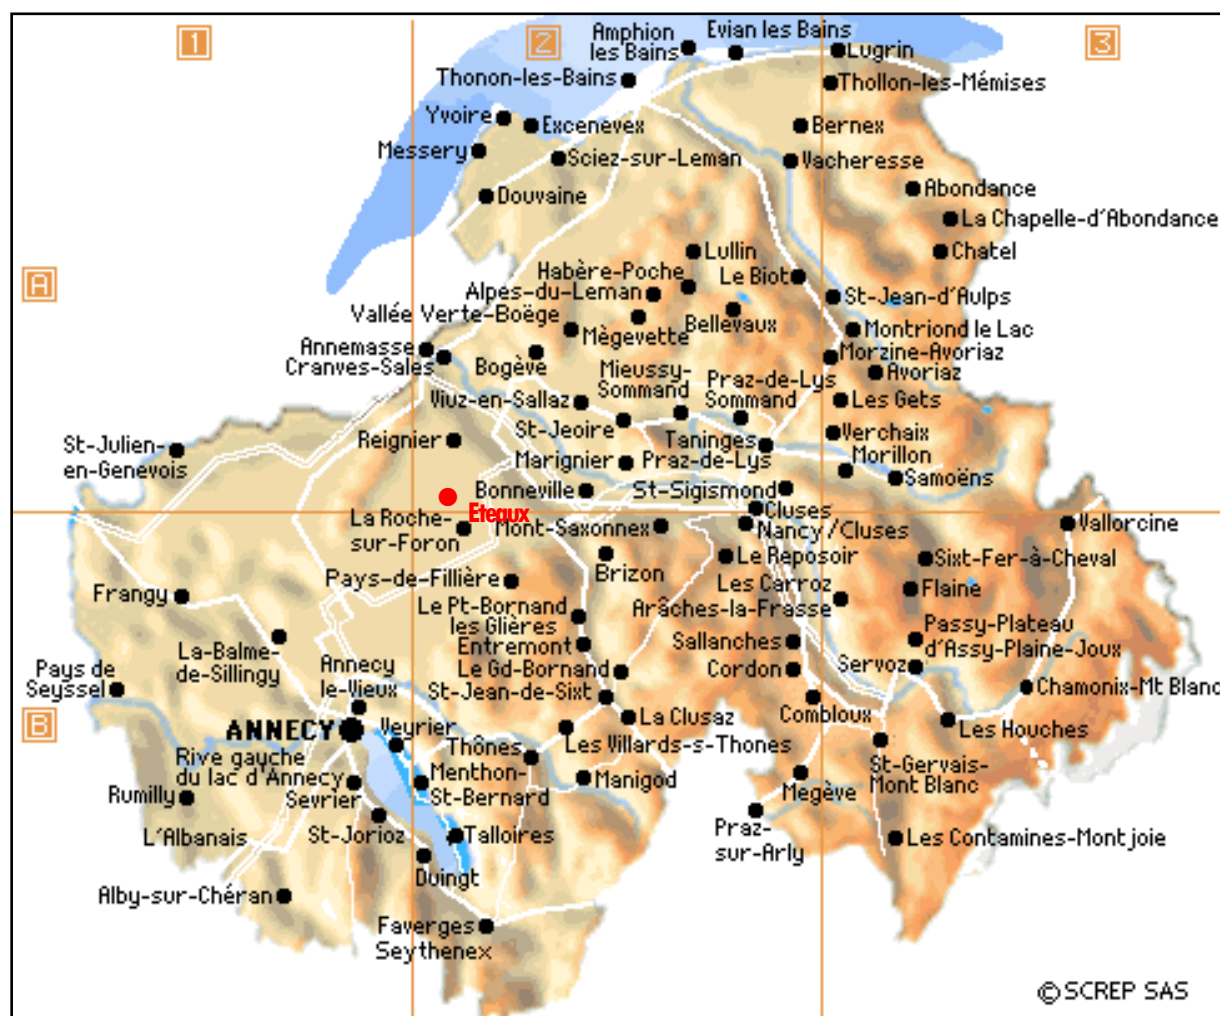 1
2
3
Amphion
les Bains
Evian les Bains
Lugrin
Thonon-les-Bains
Thollon-les-Mémises
Yvoire
Excenevex
Bernex
Messery
Sciez-sur-Leman
Vacheresse
Douvaine
Abondance
La Chapelle-d'Abondance
Lullin
Chatel
A
Habère-Poche
Le Biot
Alpes-du-Leman
St-Jean-d'Aulps
Vallée Verte-Boëge
Bellevaux
Mègevette
Montriond le Lac
Annemasse
Cranves-Sales
Bogève
Mieussy-
Sommand
Praz-de-Lys
Sommand
Morzine-Avoriaz
Avoriaz
Viuz-en-Sallaz
Les Gets
St-Julien-
en-Genevois
Reignier
St-Jeoire
Taninges
Praz-de-Lys
Verchaix
Marignier
Morillon
Samoëns
Bonneville
St-Sigismond
Eteaux
Cluses
La Roche-
sur-Foron
Mont-Saxonnex
Nancy/Cluses
Vallorcine
Brizon
Le Reposoir
Sixt-Fer-à-Cheval
Frangy
Pays-de-Fillière
Les Carroz
Arâches-la-Frasse
Flaine
Le Pt-Bornand
les Glières
Passy-Plateau
d'Assy-Plaine-Joux
La-Balme-
de-Sillingy
Entremont
Sallanches
Pays de
Seyssel
Annecy
le-Vieux
Le Gd-Bornand
Cordon
Servoz
St-Jean-de-Sixt
Chamonix-Mt Blanc
B
ANNECY
Veyrier
La Clusaz
Combloux
Les Houches
Rive gauche
du lac d'Annecy
Thônes
Les Villards-s-Thones
St-Gervais-
Mont Blanc
Rumilly
Sevrier
Menthon-
St-Bernard
Manigod
Megève
L'Albanais
St-Jorioz
Talloires
Praz-
sur-Arly
Les Contamines-Montjoie
Duingt
Alby-sur-Chéran
Faverges
Seythenex
©SCREP SAS